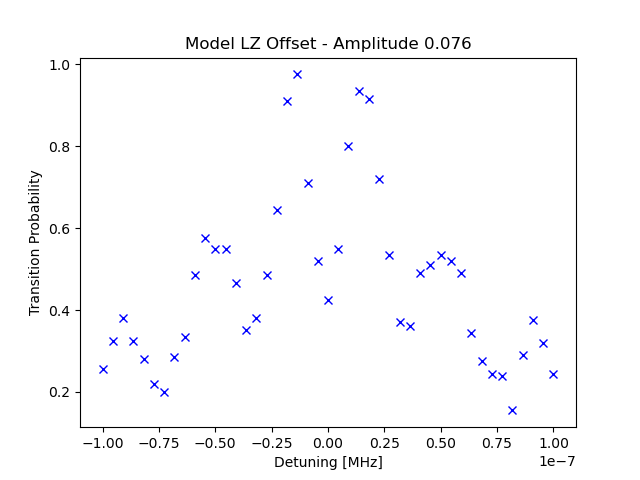 Model LZ Offset - Amplitude 0.076
1.0
0.8
0.6
0.4
0.2
Transition Probability
−1.00 −0.75 −0.50 −0.25 0.00 0.25 0.50 0.75 1.00
1e−7
Detuning [MHz]